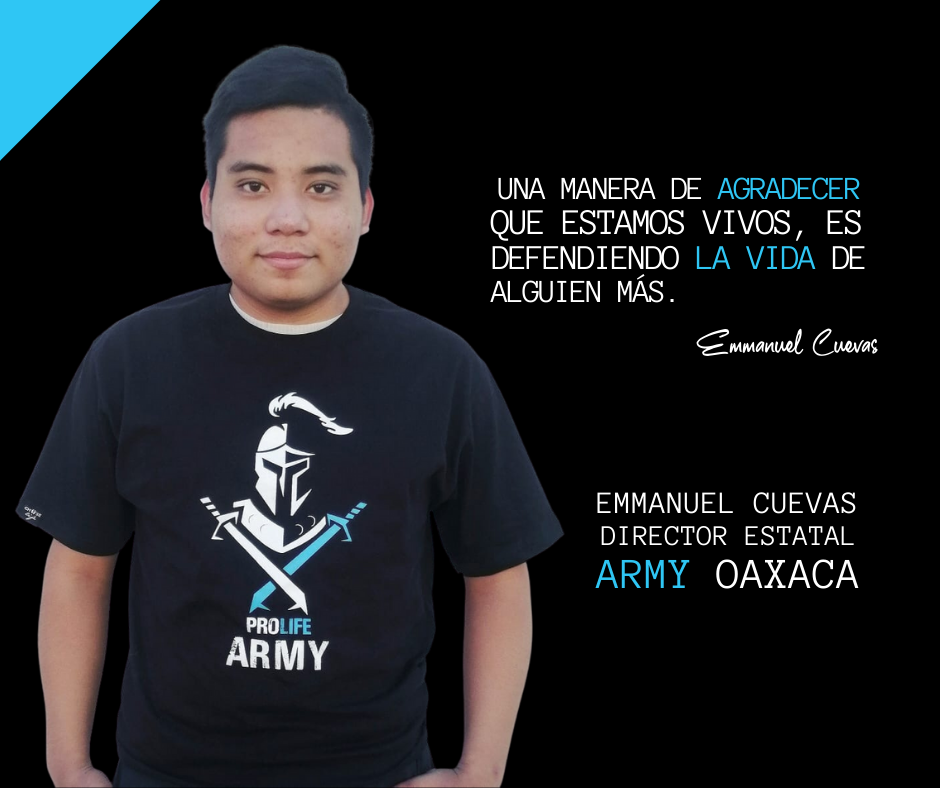 UNA MANERA DE AGRADECER
QUE ESTAMOS VIVOS, ES
DEFENDIENDO LA VIDA DE
ALGUIEN MÁS.
Emmanuel Cuevas
EMMANUEL CUEVAS
DIRECTOR ESTATAL
ARMY OAXACA
PROLIFE
ARMY